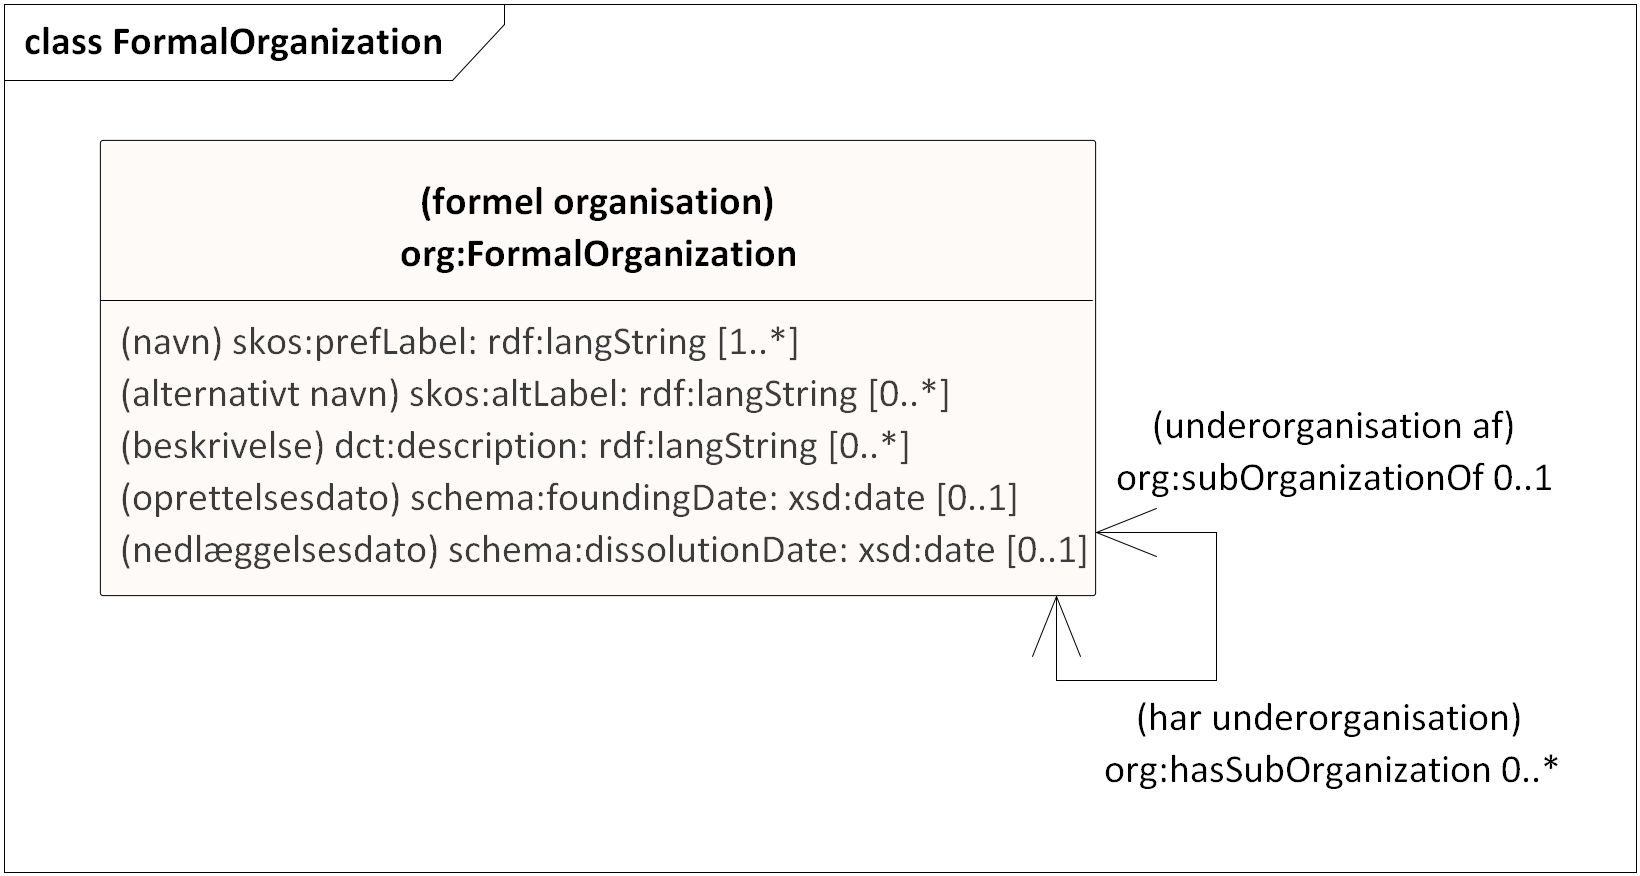 class FormalOrganization
(formel organisation)
org:FormalOrganization
(navn) skos:prefLabel: rdf:langString [1..*]
(alternativt navn) skos:altLabel: rdf:langString [0..*]
(beskrivelse) dct:description: rdf:langString [0..*]
(oprettelsesdato) schema:foundingDate: xsd:date [0..1]
(nedlæggelsesdato) schema:dissolutionDate: xsd:date [0..1]
(underorganisation af)
org:subOrganizationOf 0..1
(har underorganisation)
org:hasSubOrganization 0..*